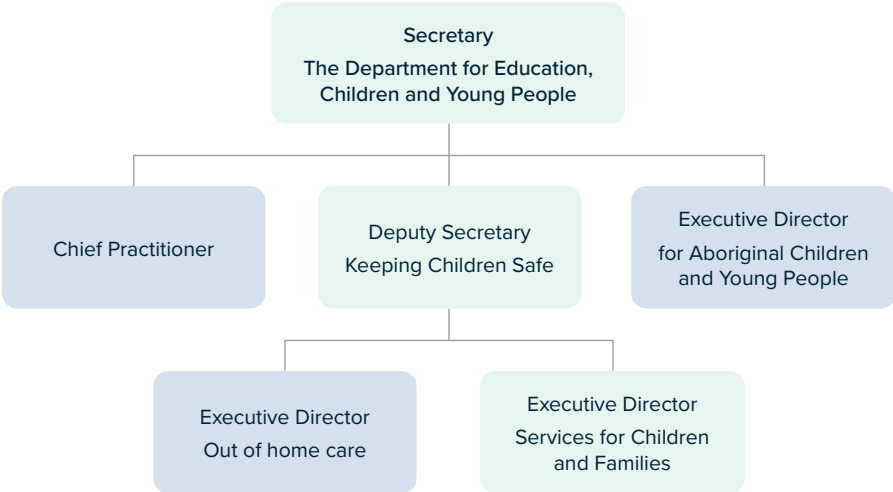 Secretary
The Department for Education,
Children and Young People
Chief Practitioner
Deputy Secretary
Keeping Children Safe
Executive Director
for Aboriginal Children
and Young People
Executive Director
Out of home care
Executive Director
Services for Children
and Families